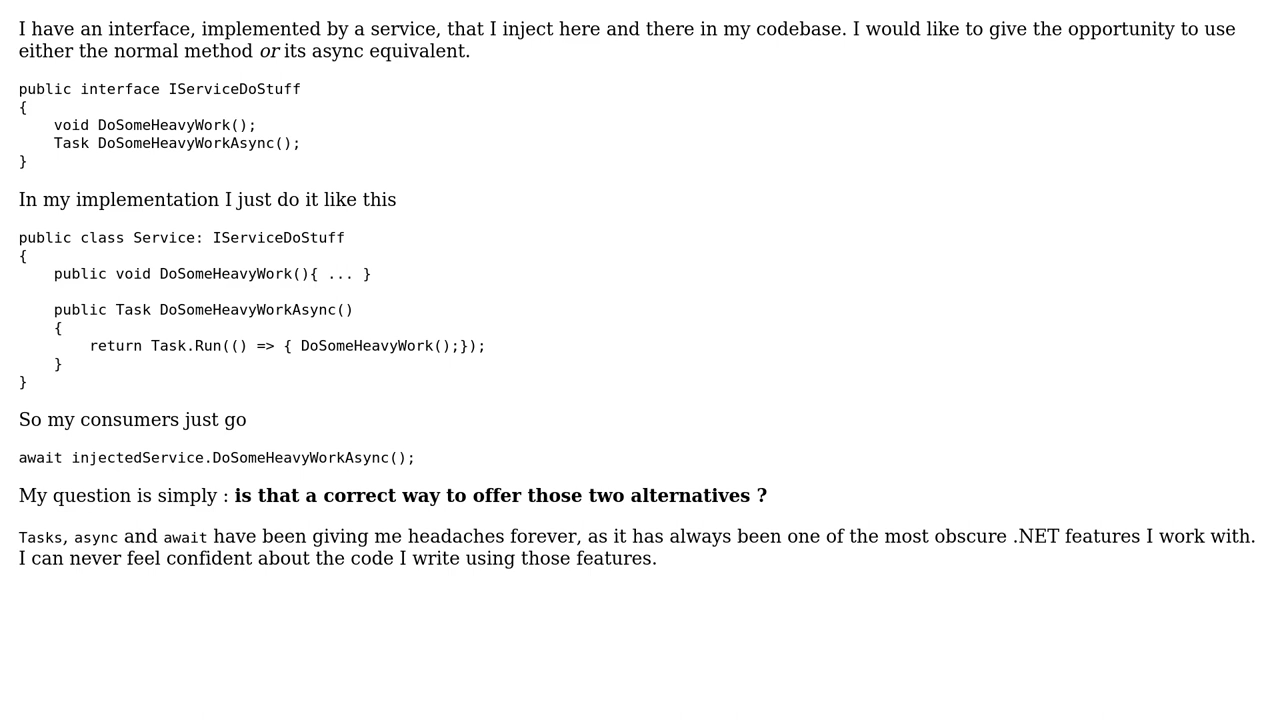 I have an interface, implemented by a service, that I inject here and there in my codebase. I would like to give the opportunity to use
either the normal method or its async equivalent.
public interface IServiceDoStuff
{
    void DoSomeHeavyWork();
    Task DoSomeHeavyWorkAsync();
}
In my implementation I just do it like this
public class Service: IServiceDoStuff
{
    public void DoSomeHeavyWork(){ ... }
    public Task DoSomeHeavyWorkAsync()
    {
        return Task.Run(() => { DoSomeHeavyWork();});
    }
}
So my consumers just go
await injectedService.DoSomeHeavyWorkAsync();
My question is simply : is that a correct way to offer those two alternatives ?
Tasks, async and await have been giving me headaches forever, as it has always been one of the most obscure .NET features I work with.
I can never feel confident about the code I write using those features.